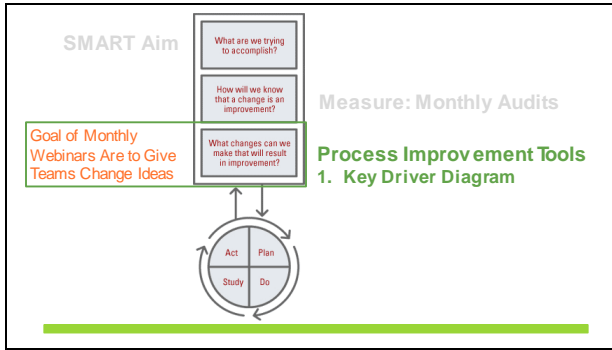 SMART Aim
What are we trying
to accomplish?
How will we know
that a change is an
improvement?
Measure: Monthly Audits
Goal of Monthly
Webinars Are to Give
Teams Change Ideas
What changes can we
make that will result
in improvement?
Process Improvement Tools
1. Key Driver Diagram
Act
Plan
Study
Do